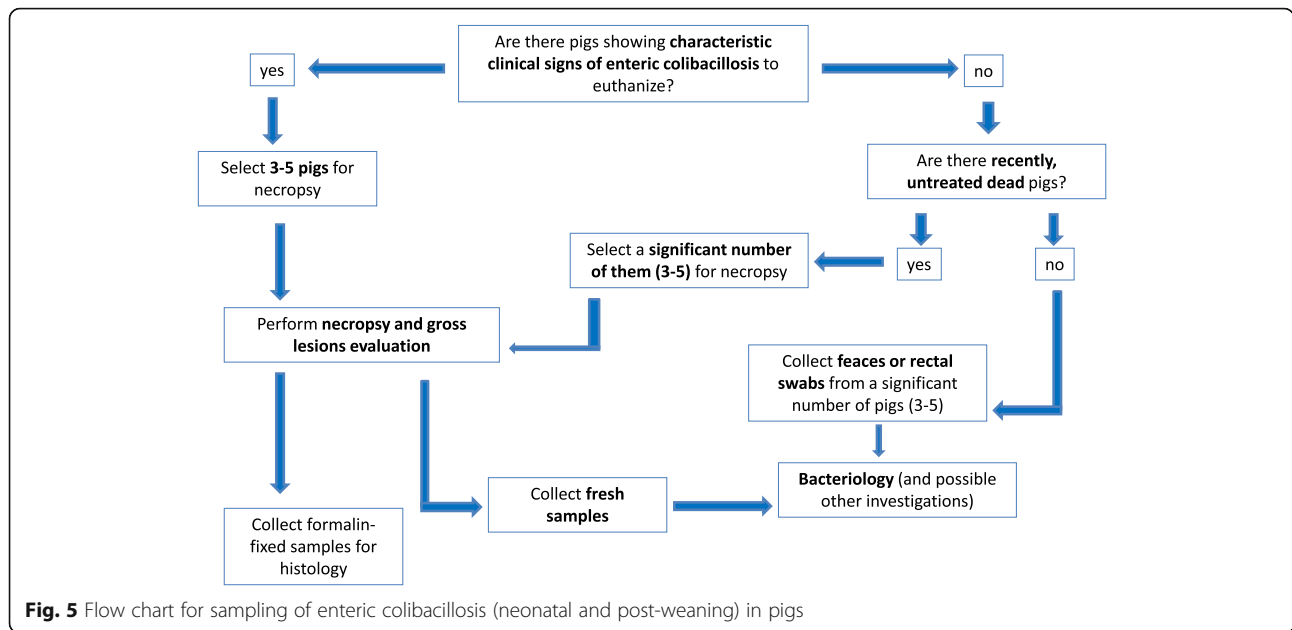 Are there pigs showing characteristic
clinical signs of enteric colibacillosis to
euthanize?
yes
no
Select 3-5 pigs for
necropsy
Are there recently,
untreated dead pigs?
Select a significant number
of them (3-5) for necropsy
yes
no
Perform necropsy and gross
lesions evaluation
Collect feaces or rectal
swabs from a significant
number of pigs (3-5)
Bacteriology (and possible
other investigations)
Collect fresh
samples
Collect formalin-
fixed samples for
histology
Fig. 5 Flow chart for sampling of enteric colibacillosis (neonatal and post-weaning) in pigs